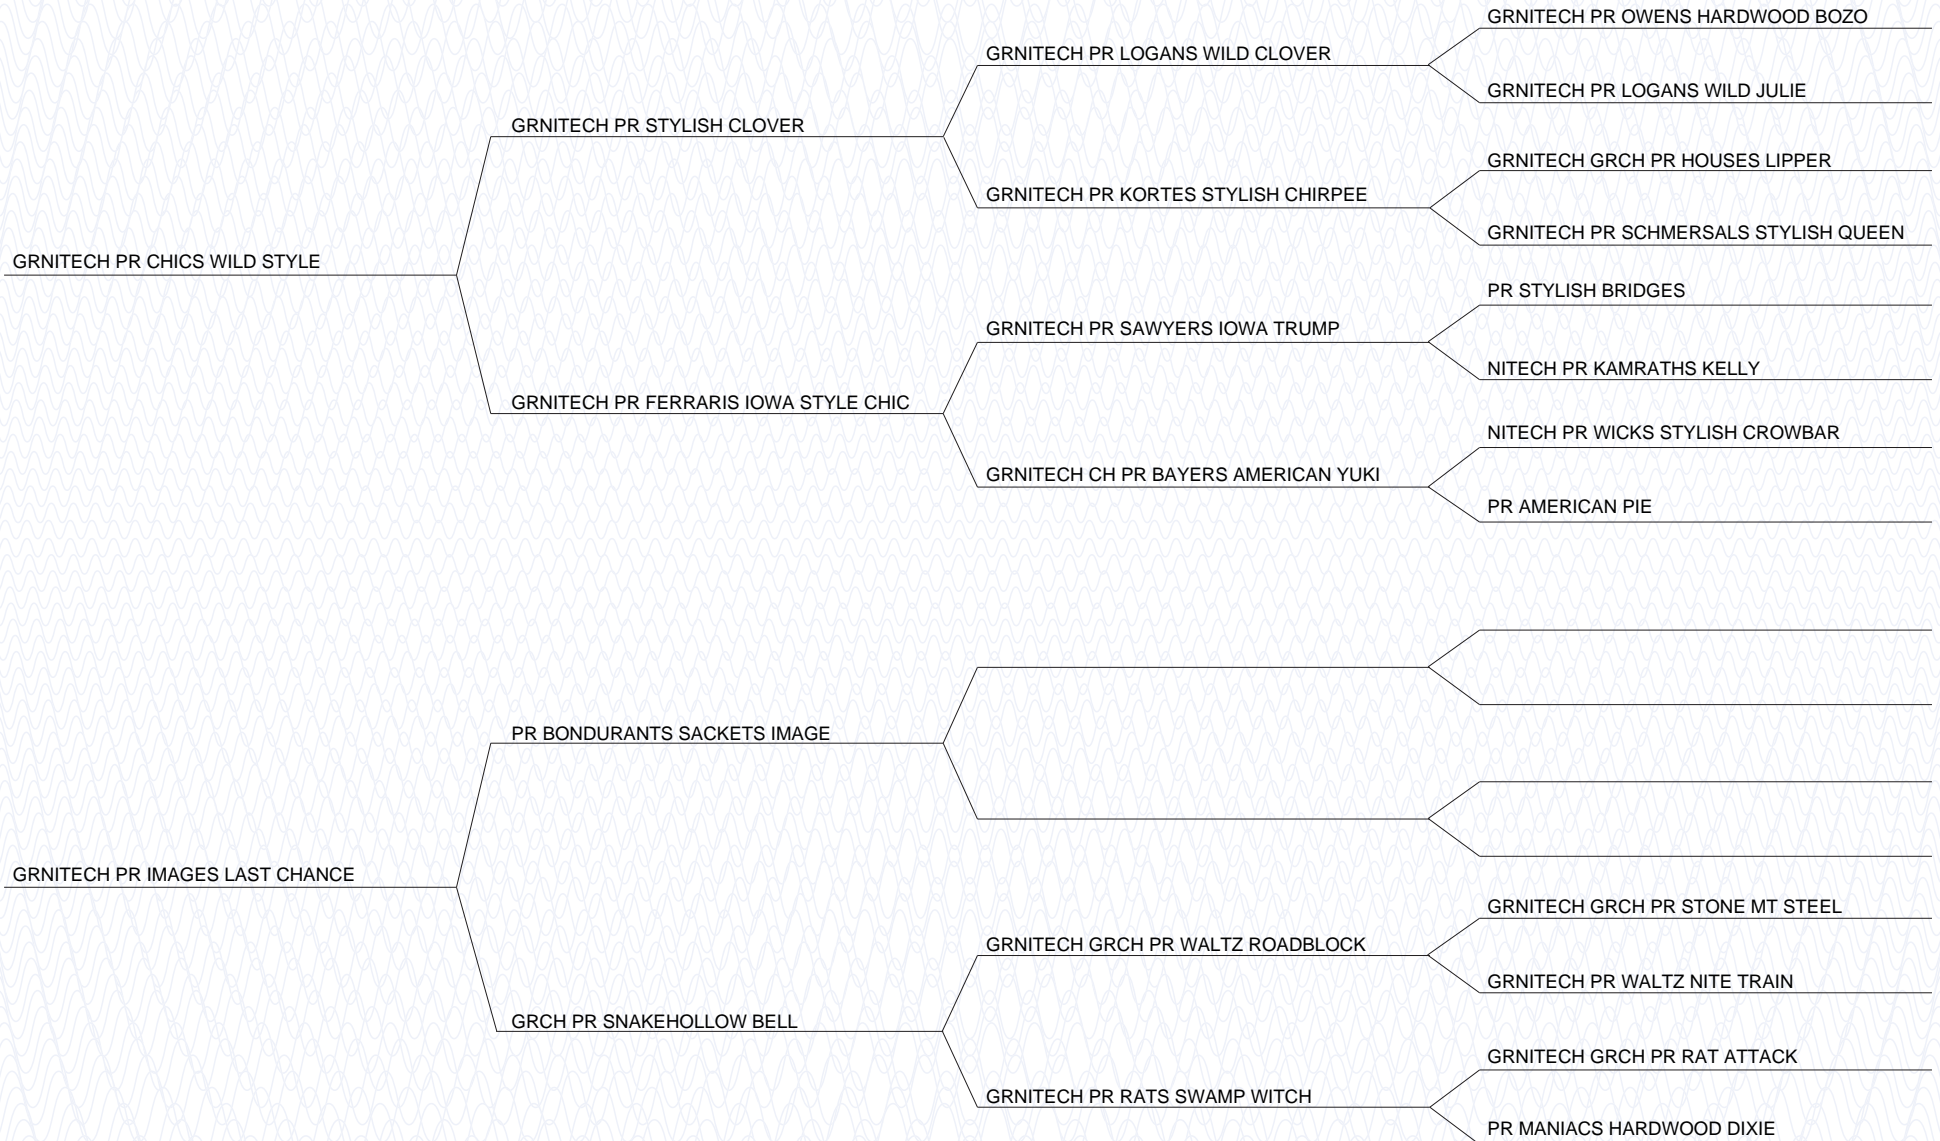 GRNITECH PR OWENS HARDWOOD BOZO
GRNITECH PR LOGANS WILD CLOVER
GRNITECH PR LOGANS WILD JULIE
GRNITECH PR STYLISH CLOVER
GRNITECH GRCH PR HOUSES LIPPER
GRNITECH PR KORTES STYLISH CHIRPEE
GRNITECH PR SCHMERSALS STYLISH QUEEN
GRNITECH PR CHICS WILD STYLE
PR STYLISH BRIDGES
GRNITECH PR SAWYERS IOWA TRUMP
NITECH PR KAMRATHS KELLY
GRNITECH PR FERRARIS IOWA STYLE CHIC
NITECH PR WICKS STYLISH CROWBAR
GRNITECH CH PR BAYERS AMERICAN YUKI
PR AMERICAN PIE
PR BONDURANTS SACKETS IMAGE
GRNITECH PR IMAGES LAST CHANCE
GRNITECH GRCH PR STONE MT STEEL
GRNITECH GRCH PR WALTZ ROADBLOCK
GRNITECH PR WALTZ NITE TRAIN
GRCH PR SNAKEHOLLOW BELL
GRNITECH GRCH PR RAT ATTACK
GRNITECH PR RATS SWAMP WITCH
PR MANIACS HARDWOOD DIXIE